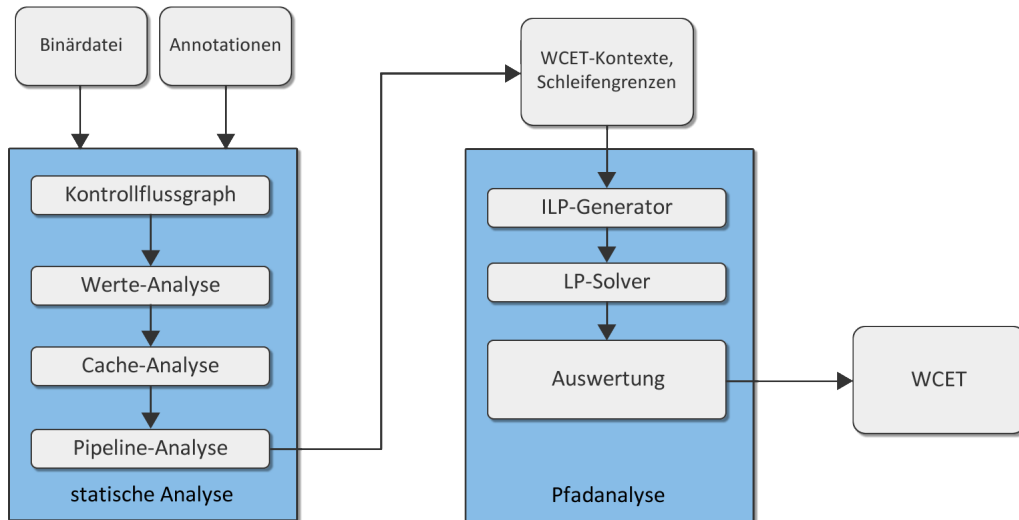 Binärdatei
Annotationen
Kontrollflussgraph
Werte-Analyse
Cache-Analyse
Pipeline-Analyse
statische Analyse
WCET-Kontexte,
Schleifengrenzen
ILP-Generator
LP-Solver
Auswertung
Pfadanalyse
WCET